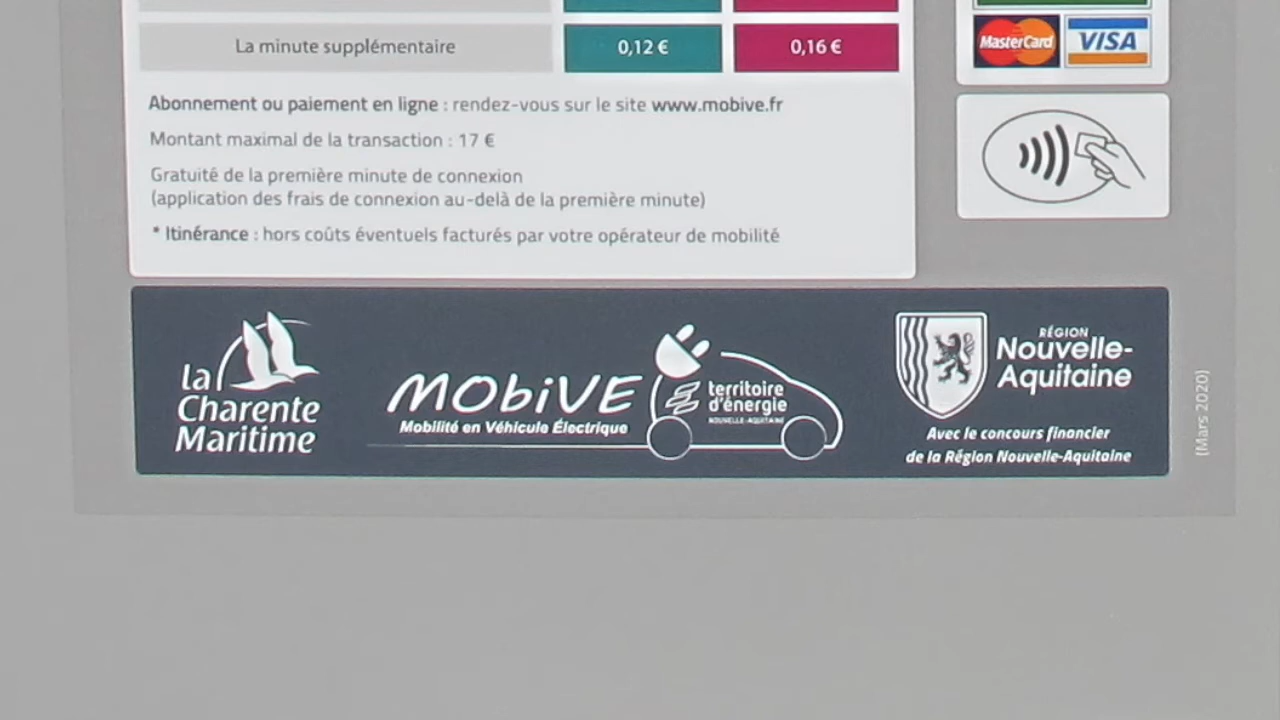 La minute supplémentaire 0,12 € 0,16 €
MasterCard VISA
Abonnement ou paiement en ligne : rendez-vous sur le site www.mobive.fr
Montant maximal de la transaction : 17 €
Gratuité de la première minute de connexion
(application des frais de connexion au-delà de la première minute)
* Itinérance : hors coûts éventuels facturés par votre opérateur de mobilité
la
Charente
Maritime
MObiVE
Mobilité en Véhicule Électrique
territoire
d'énergie
NOUVELLE-AQUITAINE
RÉGION
Nouvelle-
Aquitaine
Avec le concours financier
de la Région Nouvelle-Aquitaine
(Mars 2020)